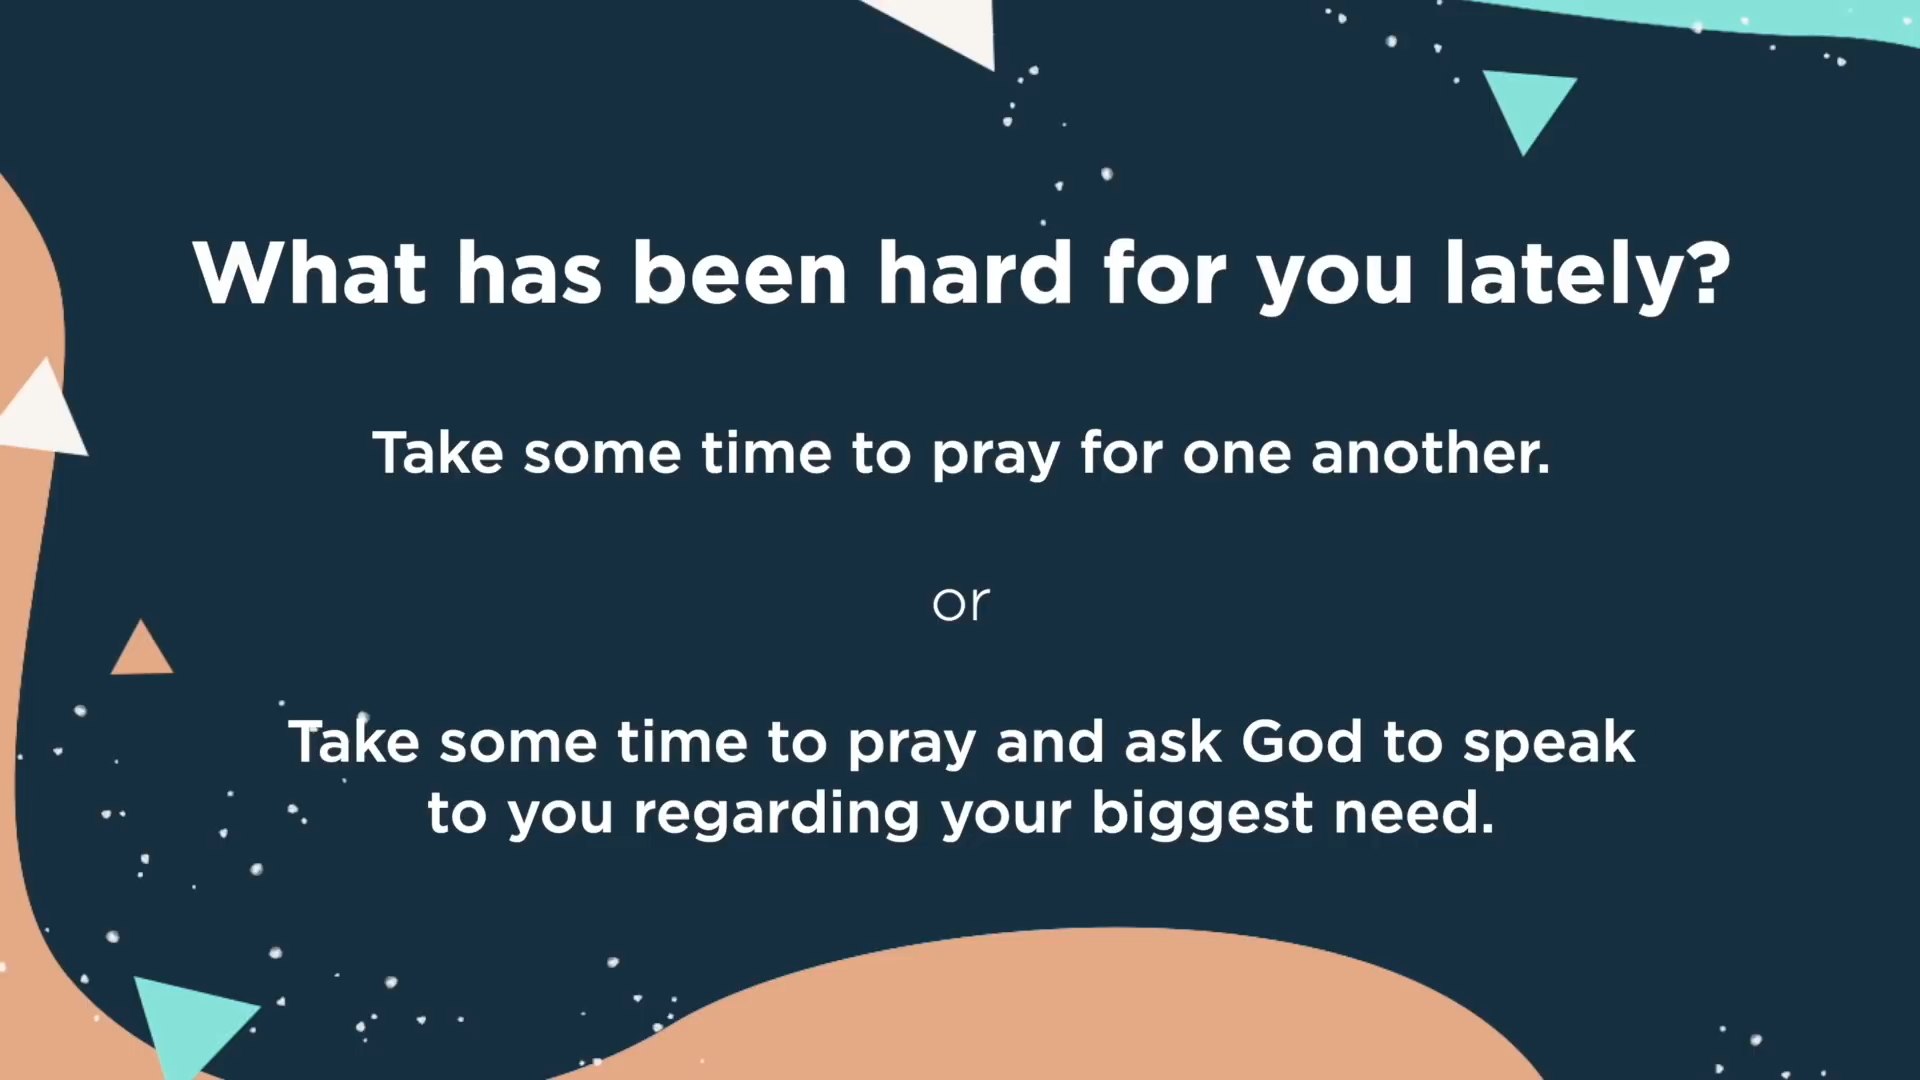 What has been hard for you lately?
Take some time to pray for one another.
or
Take some time to pray and ask God to speak
to you regarding your biggest need.